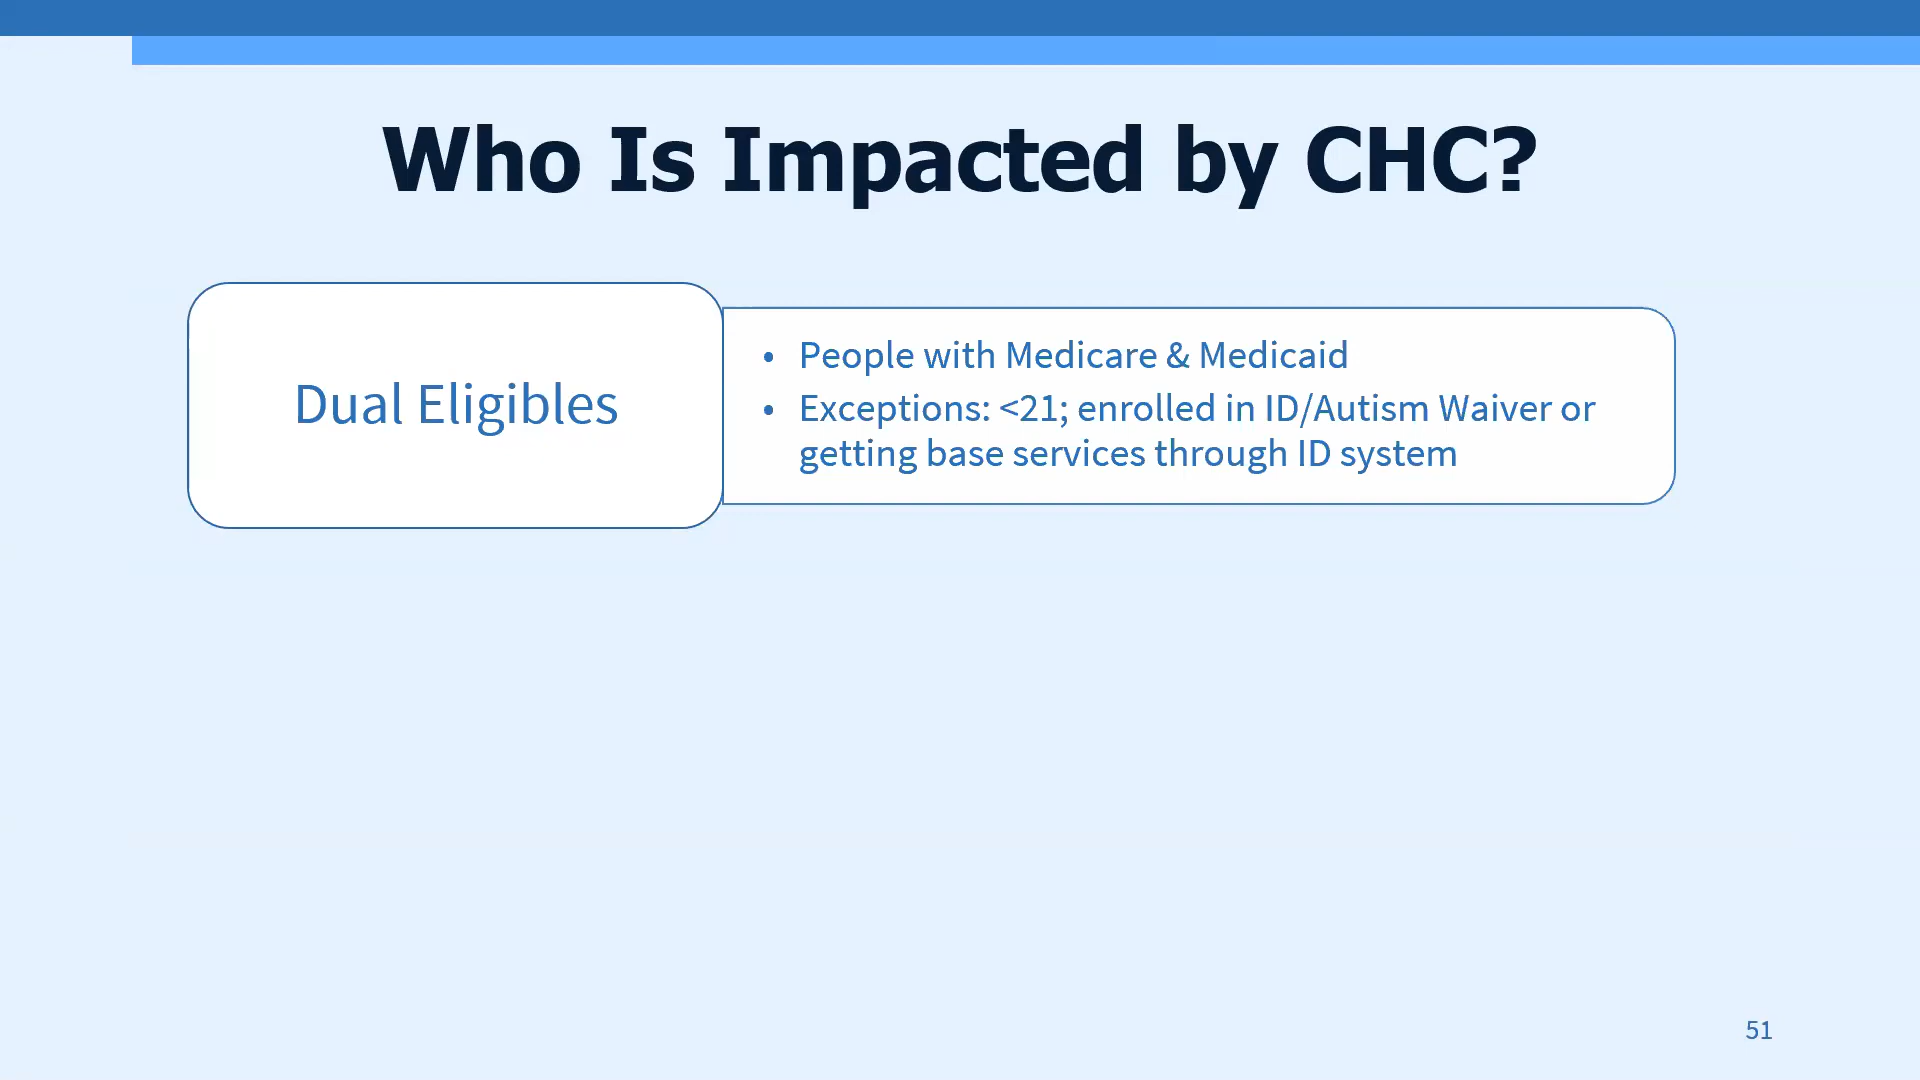 Who Is Impacted by CHC?
Dual Eligibles
• People with Medicare & Medicaid
• Exceptions: <21; enrolled in ID/Autism Waiver or
getting base services through ID system
51